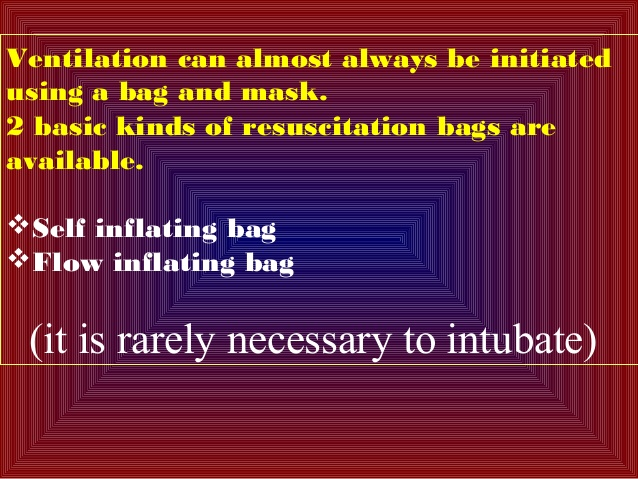 Ventilation can almost always be initiated
using a bag and mask.
2 basic kinds of resuscitation bags are
available.
❖Self inflating bag
❖Flow inflating bag
(it is rarely necessary to intubate)